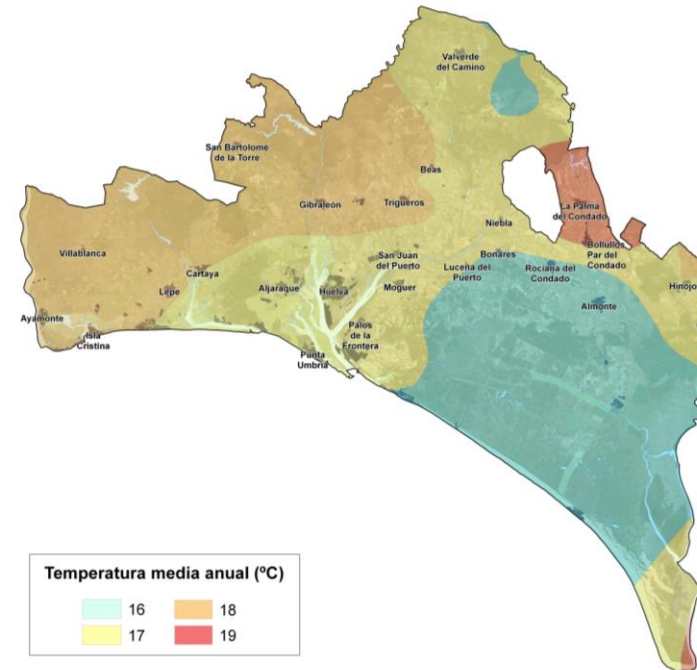 Valverde
del Camino
San Bartolomé
de la Torre
Beas
Gibraleón
Trigueros
La Palma
del Condado
Niebla
Villablanca
San Juan
del Puerto
Bonares
Bollullos
Par del
Condado
Cartaya
Lucena del
Puerto
Rociana del
Condado
Hinojo
Lepe
Aljaraque
Huelva
Moguer
Almonte
Ayamonte
Isla
Cristina
Palos
de la
Frontera
Punta
Umbría
Temperatura media anual (ºC)
16
18
17
19